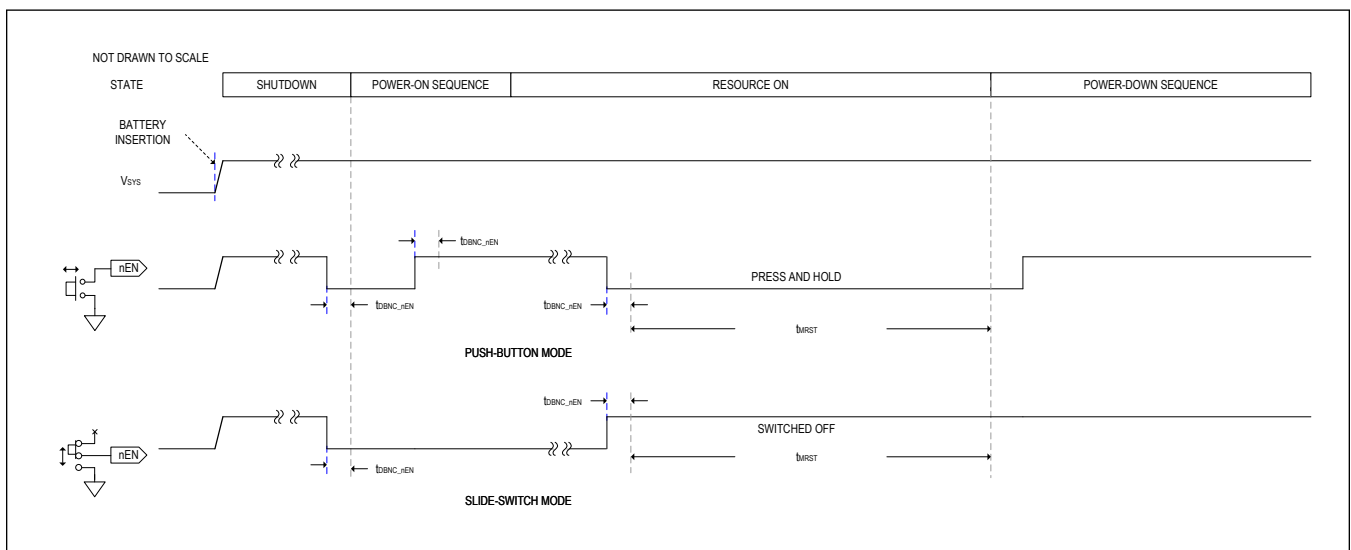 NOT DRAWN TO SCALE
STATE
SHUTDOWN
POWER-ON SEQUENCE
RESOURCE ON
POWER-DOWN SEQUENCE
BATTERY
INSERTION
VSYS
tDBNC_nEN
nEN
PRESS AND HOLD
tDBNC_nEN
tDBNC_nEN
tMRST
PUSH-BUTTON MODE
tDBNC_nEN
SWITCHED OFF
nEN
tMRST
tDBNC_nEN
SLIDE-SWITCH MODE